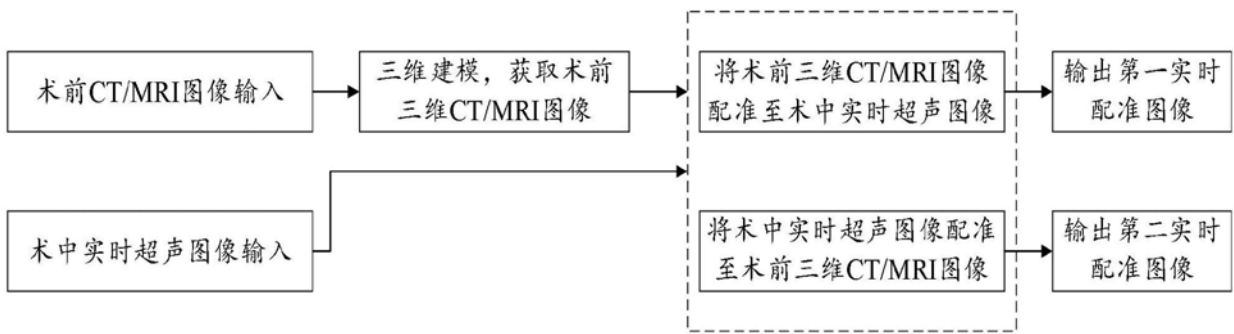 术前CT/MRI图像输入
三维建模，获取术前
三维CT/MRI图像
将术前三维CT/MRI图像
配准至术中实时超声图像
输出第一实时
配准图像
术中实时超声图像输入
将术中实时超声图像配准
至术前三维CT/MRI图像
输出第二实时
配准图像